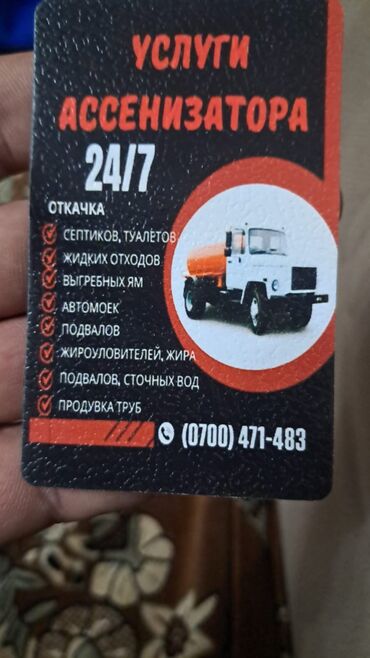 УСЛУГИ
АССЕНИЗАТОРА
24/7
ОТКАЧКА
СЕПТИКОВ, ТУАЛЕТОВ
ЖИДКИХ ОТХОДОВ
ВЫГРЕБНЫХ ЯМ
АВТОМОЕК
ПОДВАЛОВ
ЖИРОУЛОВИТЕЛЕЙ, ЖИРА
ПОДВАЛОВ, СТОЧНЫХ ВОД
ПРОДУВКА ТРУБ
(0700) 471-483